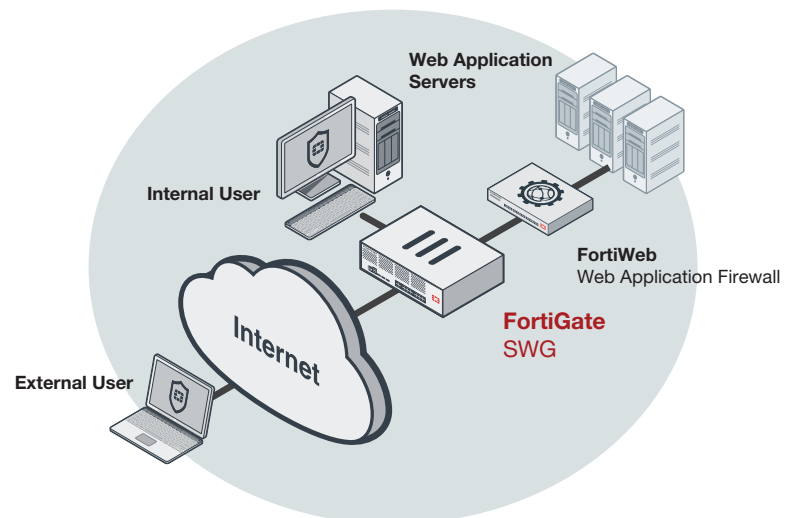 Web Application
Servers
Internal User
FortiWeb
Web Application Firewall
FortiGate
SWG
Internet
External User